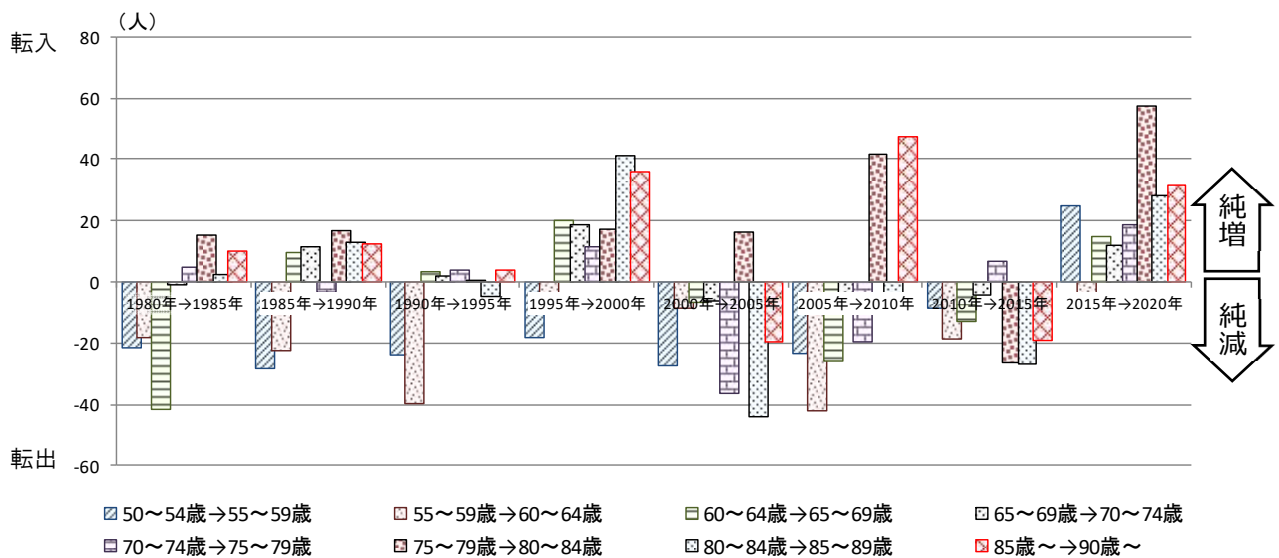 （人）
転入
80
60
40
20
0
-20
-40
-60
転出
1980年→1985年
1985年→1990年
1990年→1995年
1995年→2000年
2000年→2005年
2005年→2010年
2010年→2015年
2015年→2020年
純増
純減
50～54歳→55～59歳
55～59歳→60～64歳
60～64歳→65～69歳
65～69歳→70～74歳
70～74歳→75～79歳
75～79歳→80～84歳
80～84歳→85～89歳
85歳～→90歳～